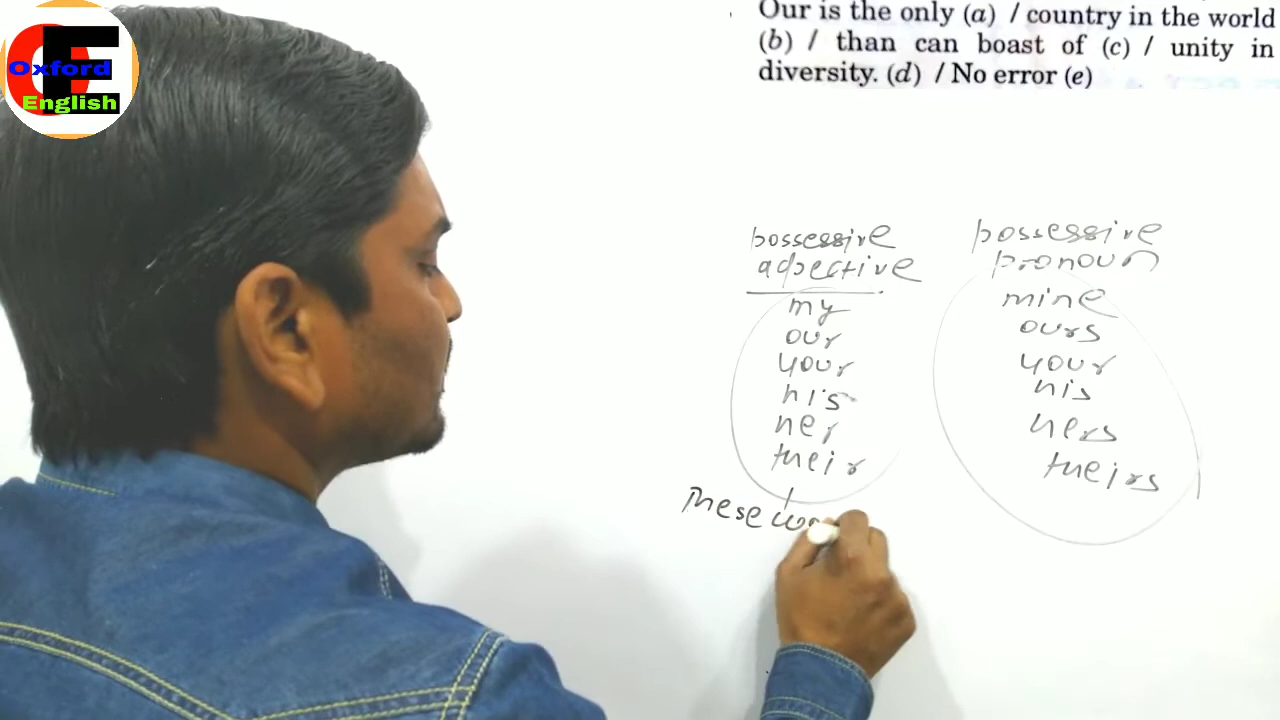 Oxford
English
Our is the only (a) / country in the world
(b) / than can boast of (c) / unity in
diversity. (d) / No error (e)
possessive
adjective
my
our
your
his
her
their
These
possessive
pronoun
mine
ours
your
his
hers
theirs